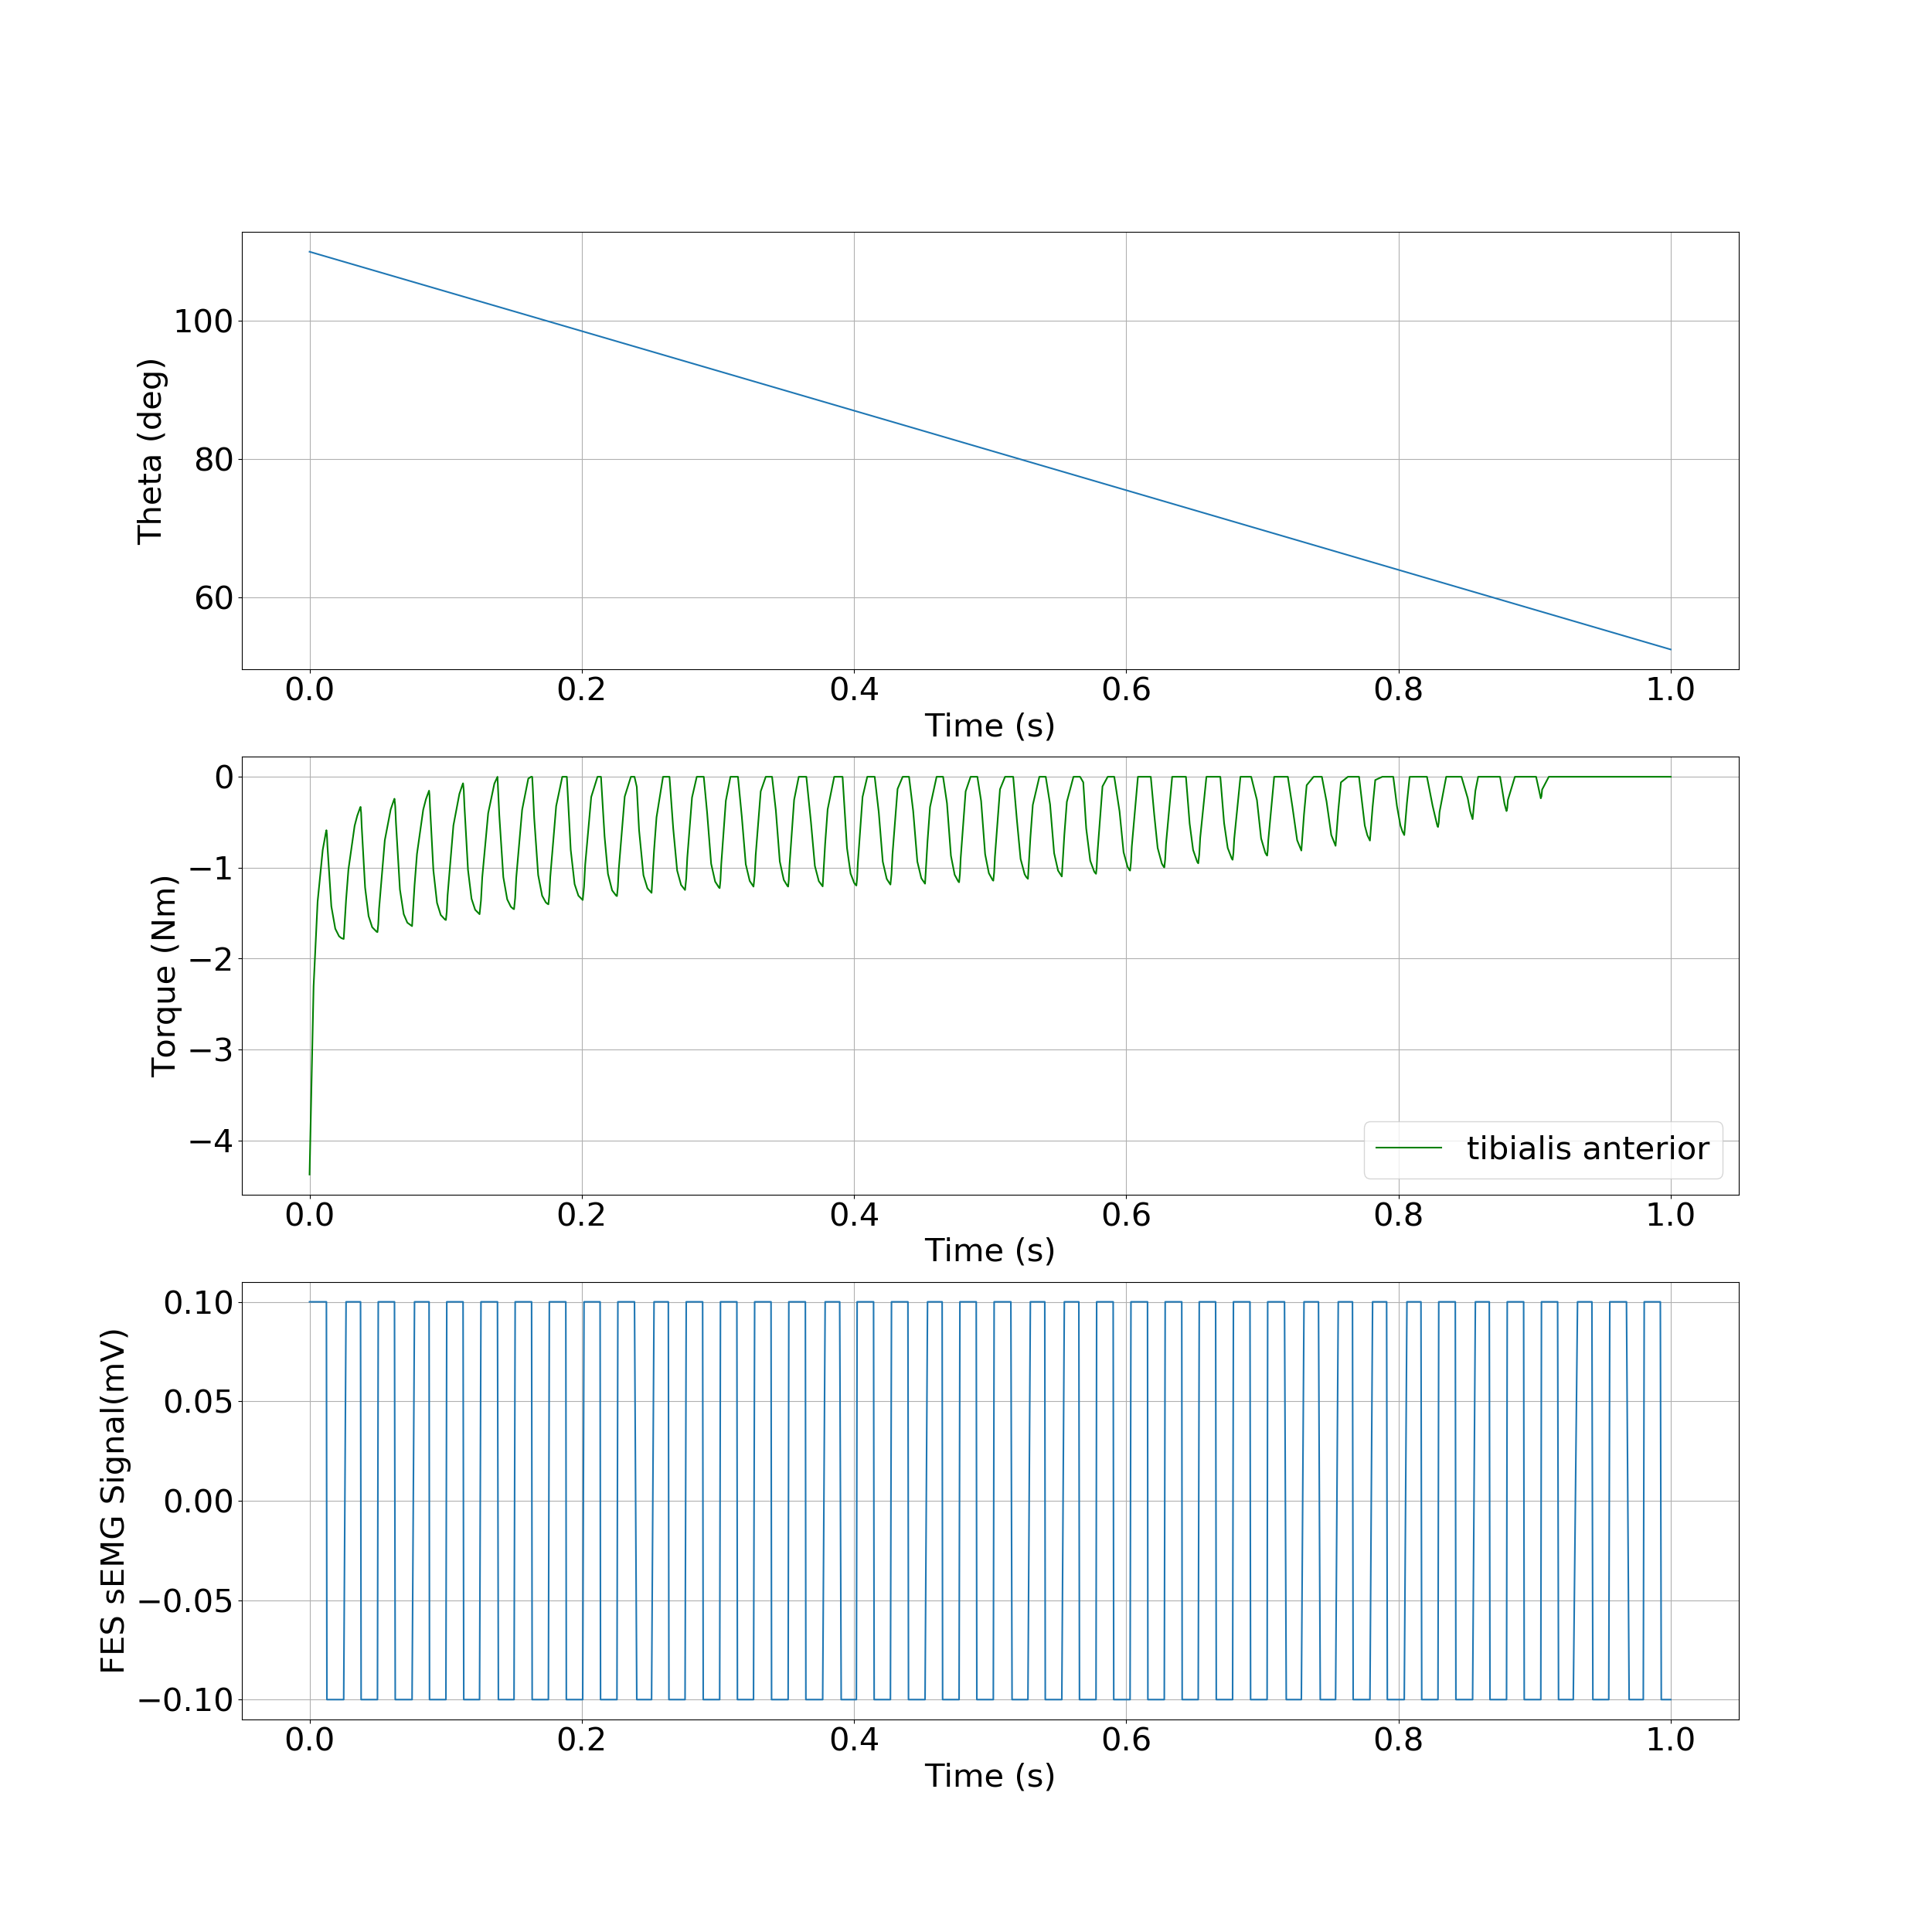 100
80
60
Theta (deg)
0.0 0.2 0.4 0.6 0.8 1.0
Time (s)
0
−1
−2
−3
−4
Torque (Nm)
tibialis anterior
0.0 0.2 0.4 0.6 0.8 1.0
Time (s)
0.10
0.05
0.00
−0.05
−0.10
FES sEMG Signal(mV)
0.0 0.2 0.4 0.6 0.8 1.0
Time (s)